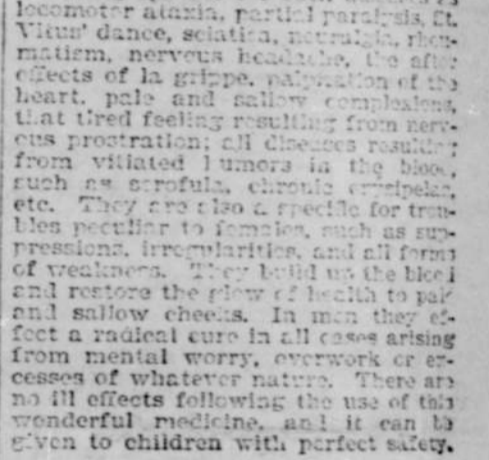 locomotor ataxia, partial paralysis, St.
Vitus' dance, sciatica, neuralgia, rheu-
matism, nervous headache, the after
effects of la grippe, palpitation of the
heart, pale and sallow complexions,
that tired feeling resulting from nerv-
ous prostration; all diseases resulting
from vitiated humors in the blood,
such as scrofula, chronic erysipelas,
etc. They are also a specific for trou-
bles peculiar to females, such as sup-
pressions, irregularities, and all forms
of weakness. They build up the blood
and restore the glow of health to pale
and sallow cheeks. In men they ef-
fect a radical cure in all cases arising
from mental worry, overwork or ex-
cesses of whatever nature. There are
no ill effects following the use of this
wonderful medicine, and it can be
given to children with perfect safety.